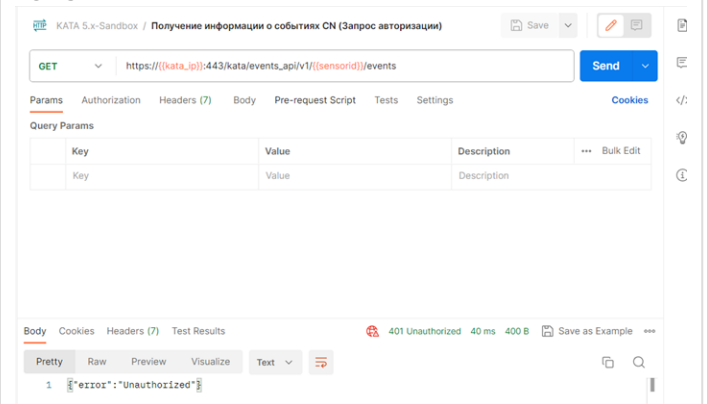 HTTP KATA 5.x-Sandbox / Получение информации о событиях CN (Запрос авторизации) Save
GET https://{{kata_ip}}:443/kata/events_api/v1/{{sensorid}}/events Send
Params Authorization Headers (7) Body Pre-request Script Tests Settings Cookies
Query Params
Key Value Description Bulk Edit
Key Value Description
Body Cookies Headers (7) Test Results 401 Unauthorized 40 ms 400 B Save as Example
Pretty Raw Preview Visualize Text
1 {"error":"Unauthorized"}